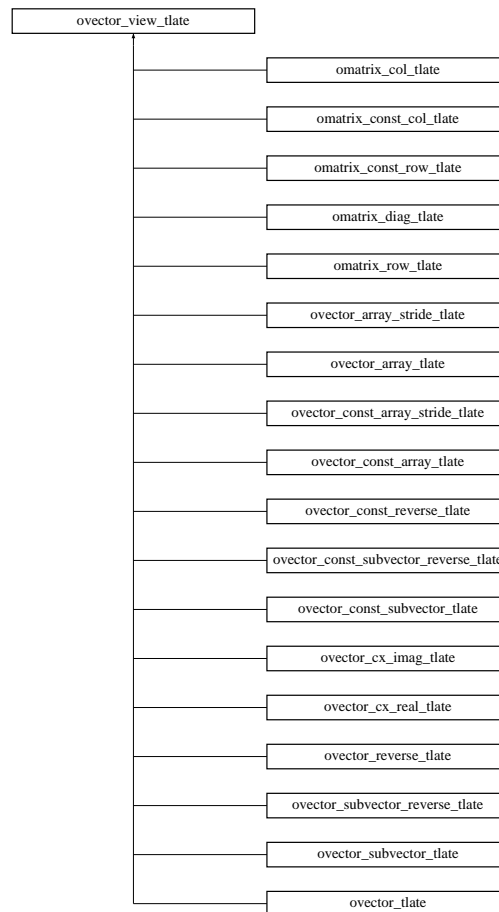 ovector_view_tlate
omatrix_col_tlate
omatrix_const_col_tlate
omatrix_const_row_tlate
omatrix_diag_tlate
omatrix_row_tlate
ovector_array_stride_tlate
ovector_array_tlate
ovector_const_array_stride_tlate
ovector_const_array_tlate
ovector_const_reverse_tlate
ovector_const_subvector_reverse_tlate
ovector_const_subvector_tlate
ovector_cx_imag_tlate
ovector_cx_real_tlate
ovector_reverse_tlate
ovector_subvector_reverse_tlate
ovector_subvector_tlate
ovector_tlate